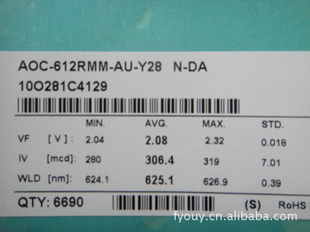 AOC-612RMM-AU-Y28 N-DA
10O281C4129
MIN. AVG. MAX. STD.
VF [ V ] : 2.04 2.08 2.32 0.018
IV [mcd] : 280 306.4 319 7.01
WLD [nm] : 624.1 625.1 626.9 0.39
QTY: 6690 (S) RoHS
fyouy.cn.alibaba.com